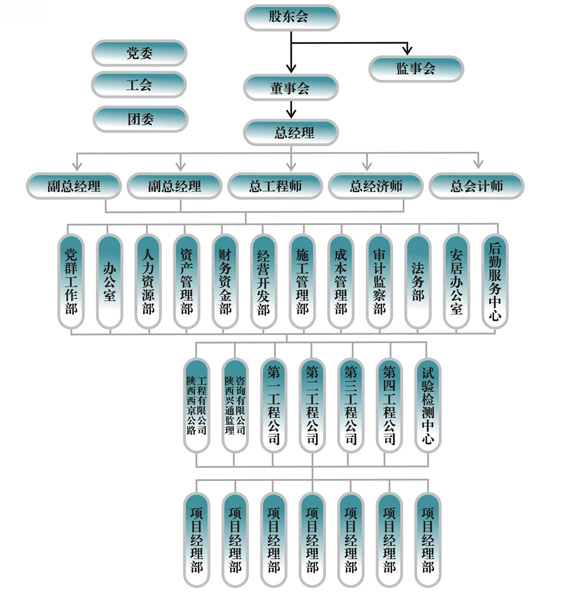 股东会
党委
监事会
工会
董事会
团委
总经理
副总经理
副总经理
总工程师
总经济师
总会计师
党群工作部
办公室
人力资源部
资产管理部
财务资金部
经营开发部
施工管理部
成本管理部
审计监察部
法务部
安居办公室
后勤服务中心
陕西西京公路
工程有限公司
陕西兴通监理
咨询有限公司
第一工程公司
第二工程公司
第三工程公司
第四工程公司
试验检测中心
项目经理部
项目经理部
项目经理部
项目经理部
项目经理部
项目经理部
项目经理部